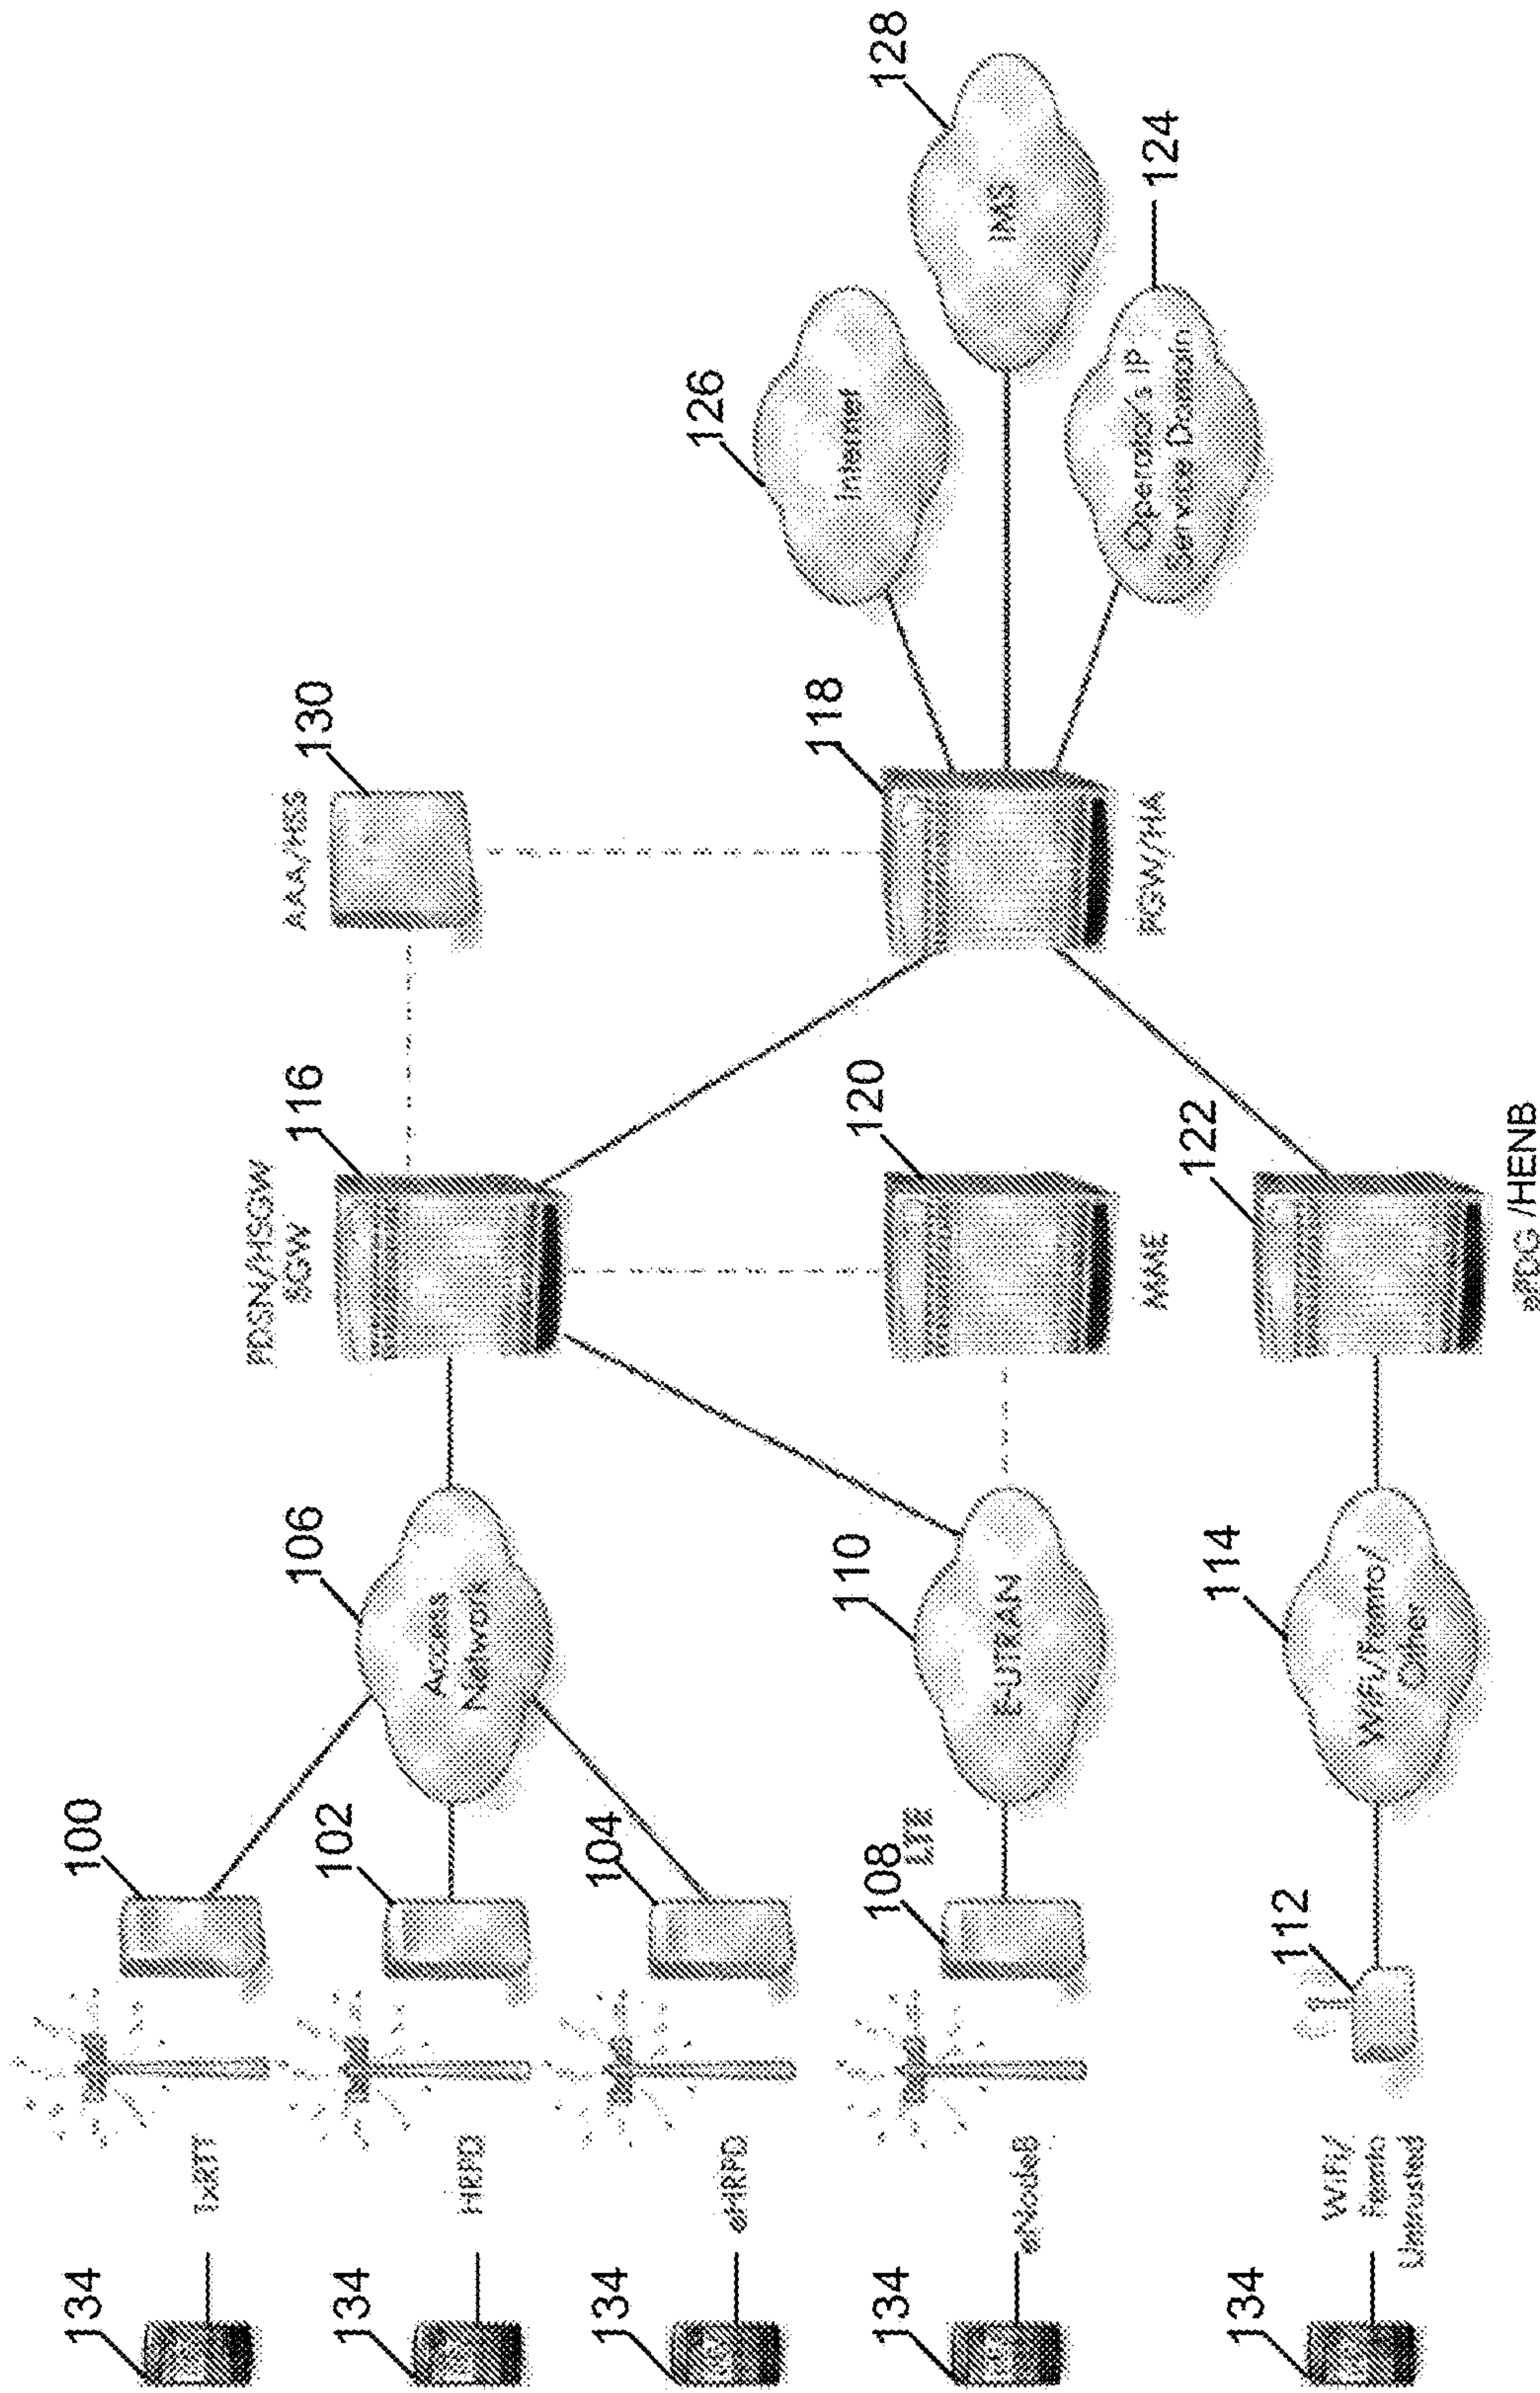 134
1xRTT
100
134
HRPD
102
134
eHRPD
104
134
eNodeB
108
LTE
134
WiFi/
Femto
Untrusted
112
106
Access
Network
110
E-UTRAN
114
WiFi/Femto/
Other
PDSN/HSGW
SGW
116
120
MME
122
ePDG /HENB
AAA/HSS
130
118
PGW/HA
126
Internet
128
IMS
124
Operator's IP
Service Domain